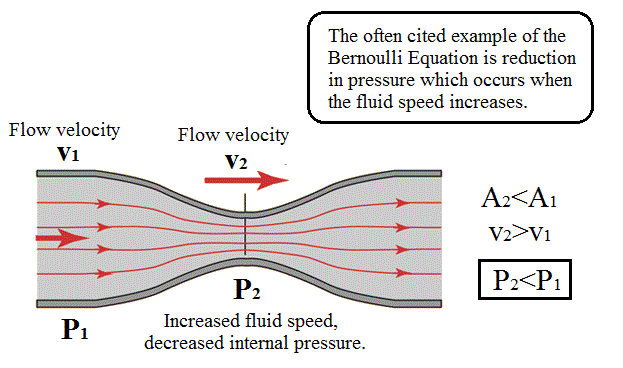 The often cited example of the
Bernoulli Equation is reduction
in pressure which occurs when
the fluid speed increases.
Flow velocity
v1
Flow velocity
v2
A2<A1
v2>v1
P2<P1
P1
P2
Increased fluid speed,
decreased internal pressure.